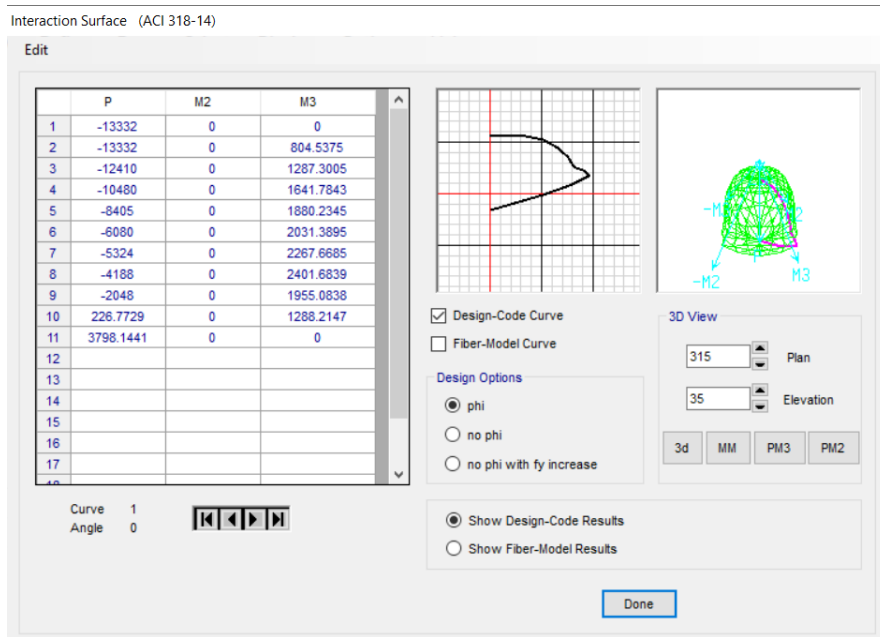 Interaction Surface (ACI 318-14)
Edit
P M2 M3
1 -13332 0 0
2 -13332 0 804.5375
3 -12410 0 1287.3005
4 -10480 0 1641.7843
5 -8405 0 1880.2345
6 -6080 0 2031.3895
7 -5324 0 2267.6685
8 -4188 0 2401.6839
9 -2048 0 1955.0838
10 226.7729 0 1288.2147
11 3798.1441 0 0
12
13
14
15
16
17
Curve 1
Angle 0
-M2
M3
Design-Code Curve
Fiber-Model Curve
Design Options
phi
no phi
no phi with fy increase
3D View
315 Plan
35 Elevation
3d MM PM3 PM2
Show Design-Code Results
Show Fiber-Model Results
Done